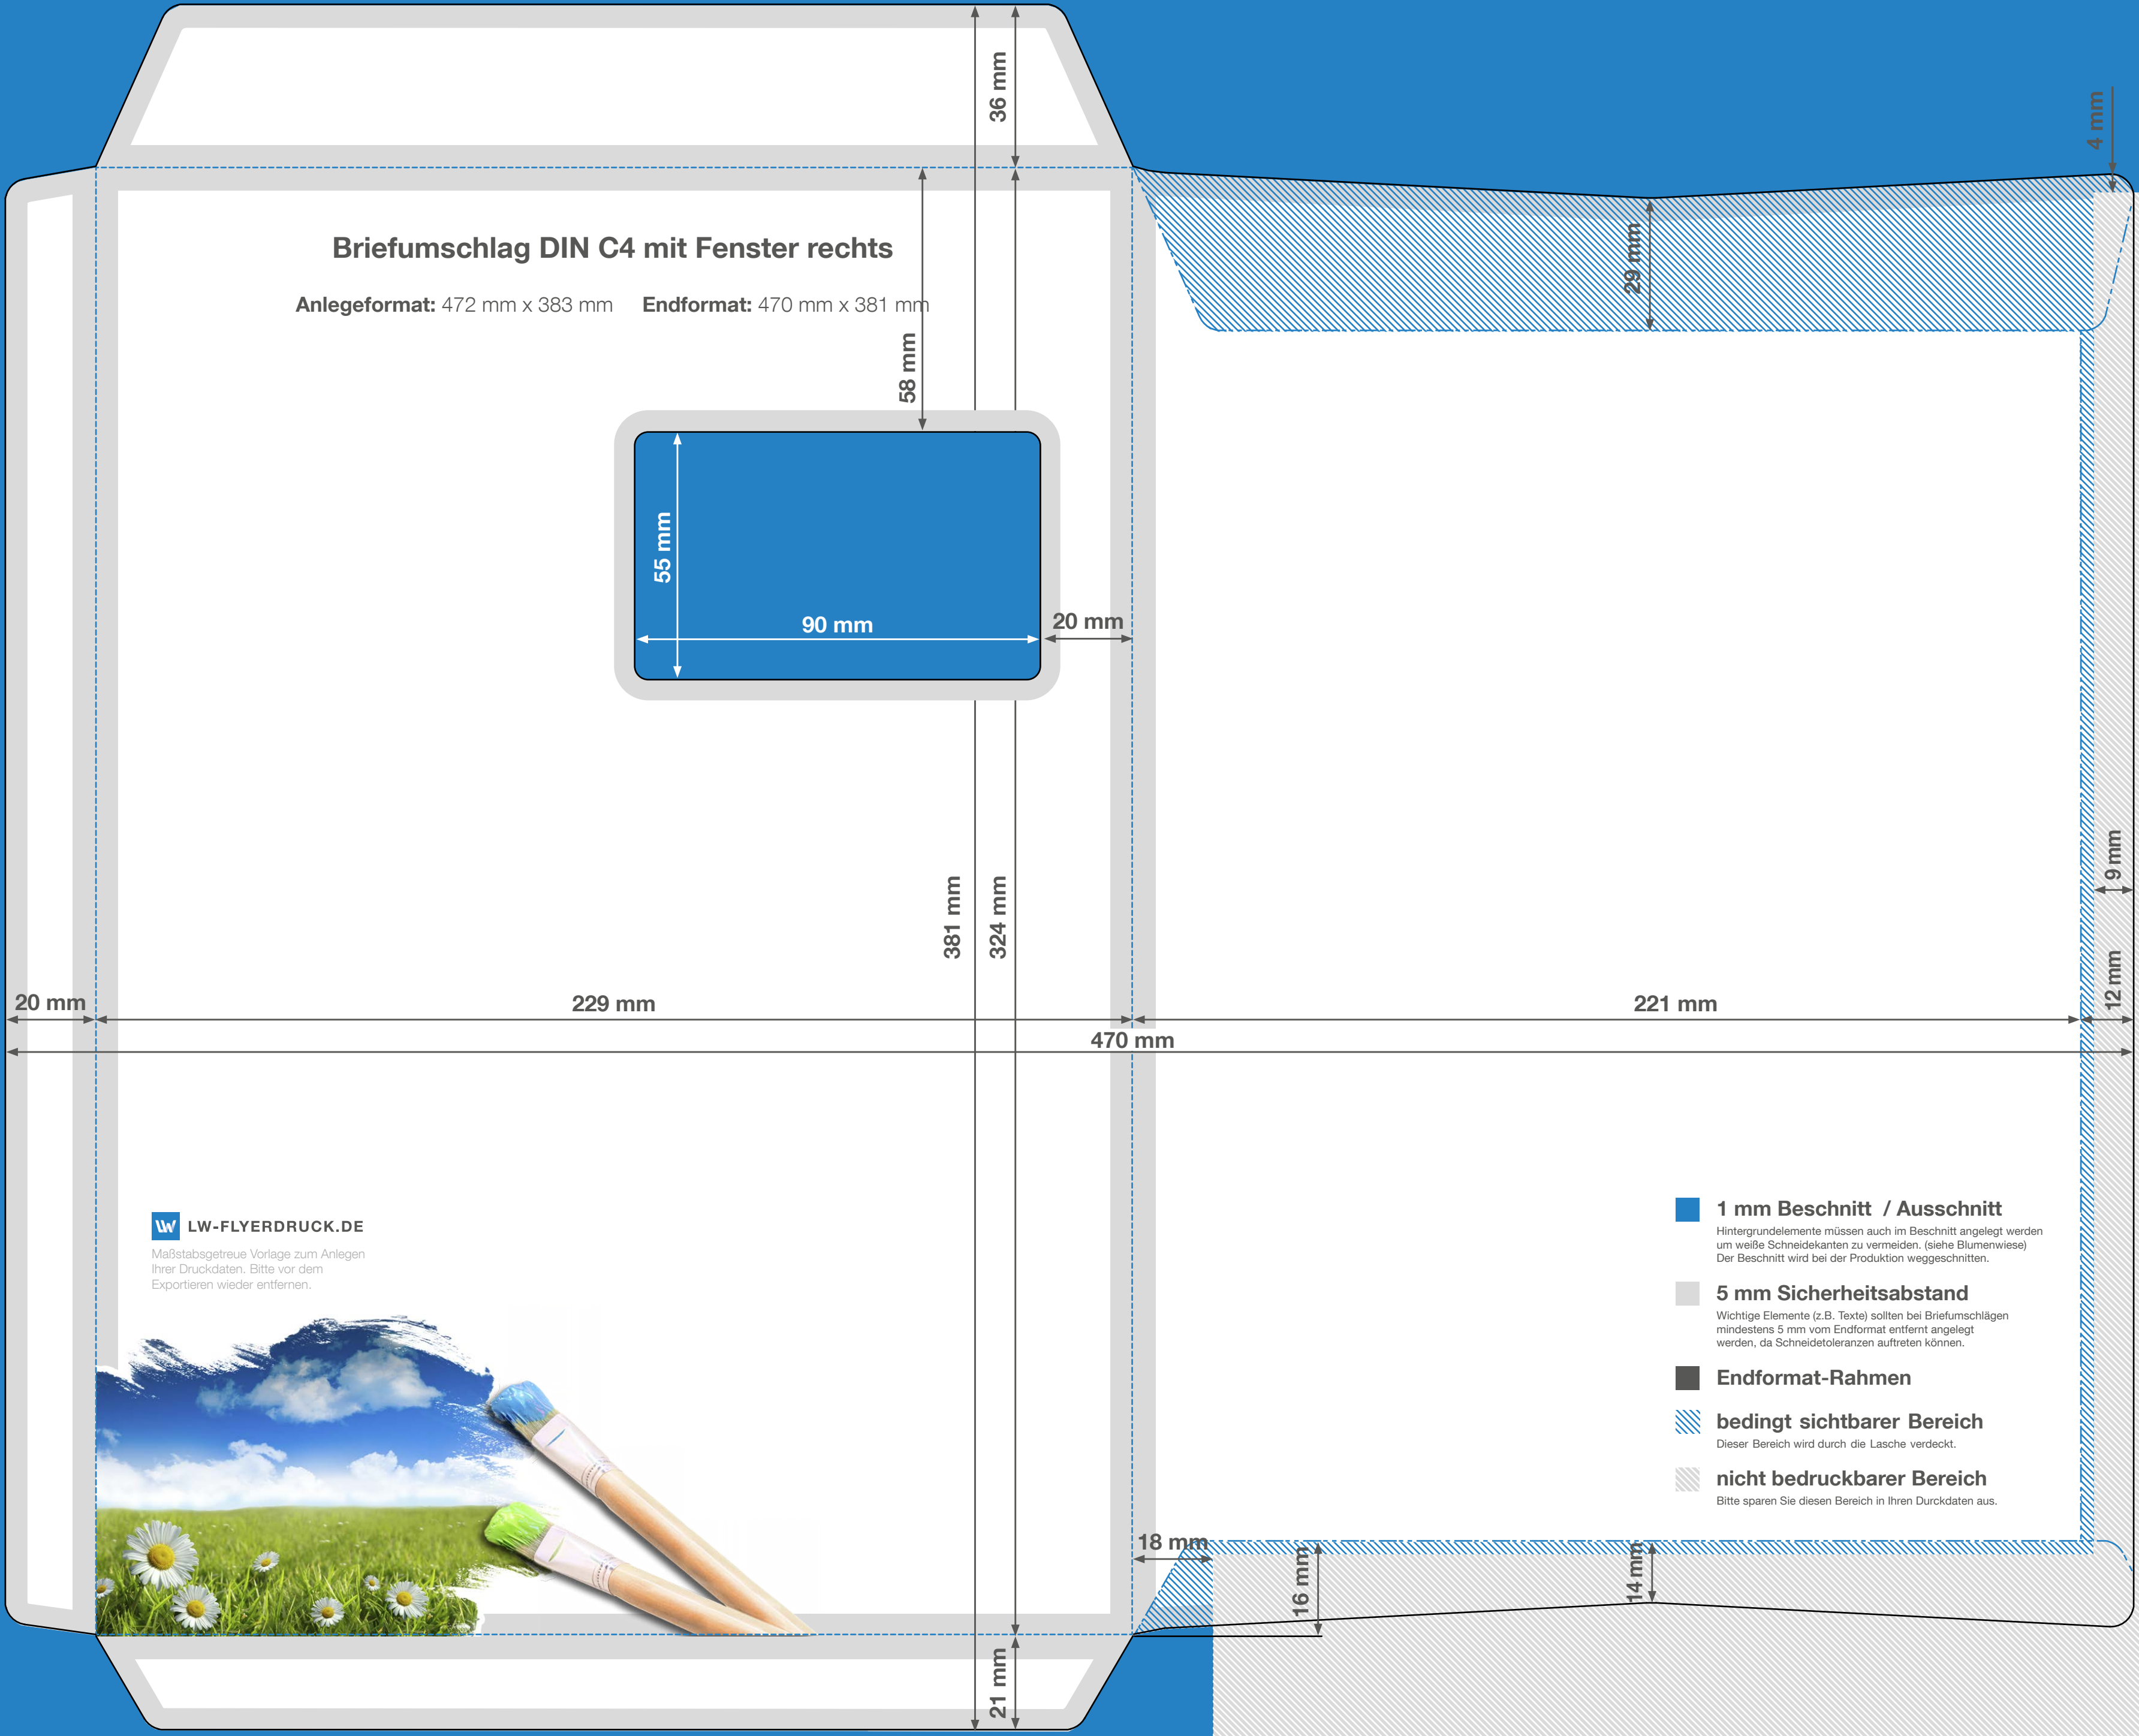 36 mm
4 mm
Briefumschlag DIN C4 mit Fenster rechts
Anlegeformat: 472 mm x 383 mm Endformat: 470 mm x 381 mm
29 mm
58 mm
55 mm
90 mm
20 mm
381 mm
324 mm
9 mm
12 mm
20 mm
229 mm
221 mm
470 mm
LW LW-FLYERDRUCK.DE
Maßstabsgetreue Vorlage zum Anlegen
Ihrer Druckdaten. Bitte vor dem
Exportieren wieder entfernen.
1 mm Beschnitt / Ausschnitt
Hintergrundelemente müssen auch im Beschnitt angelegt werden
um weiße Schneidekanten zu vermeiden. (siehe Blumenwiese)
Der Beschnitt wird bei der Produktion weggeschnitten.
5 mm Sicherheitsabstand
Wichtige Elemente (z.B. Texte) sollten bei Briefumschlägen
mindestens 5 mm vom Endformat entfernt angelegt
werden, da Schneidetoleranzen auftreten können.
Endformat-Rahmen
bedingt sichtbarer Bereich
Dieser Bereich wird durch die Lasche verdeckt.
nicht bedruckbarer Bereich
Bitte sparen Sie diesen Bereich in Ihren Durckdaten aus.
18 mm
16 mm
14 mm
21 mm